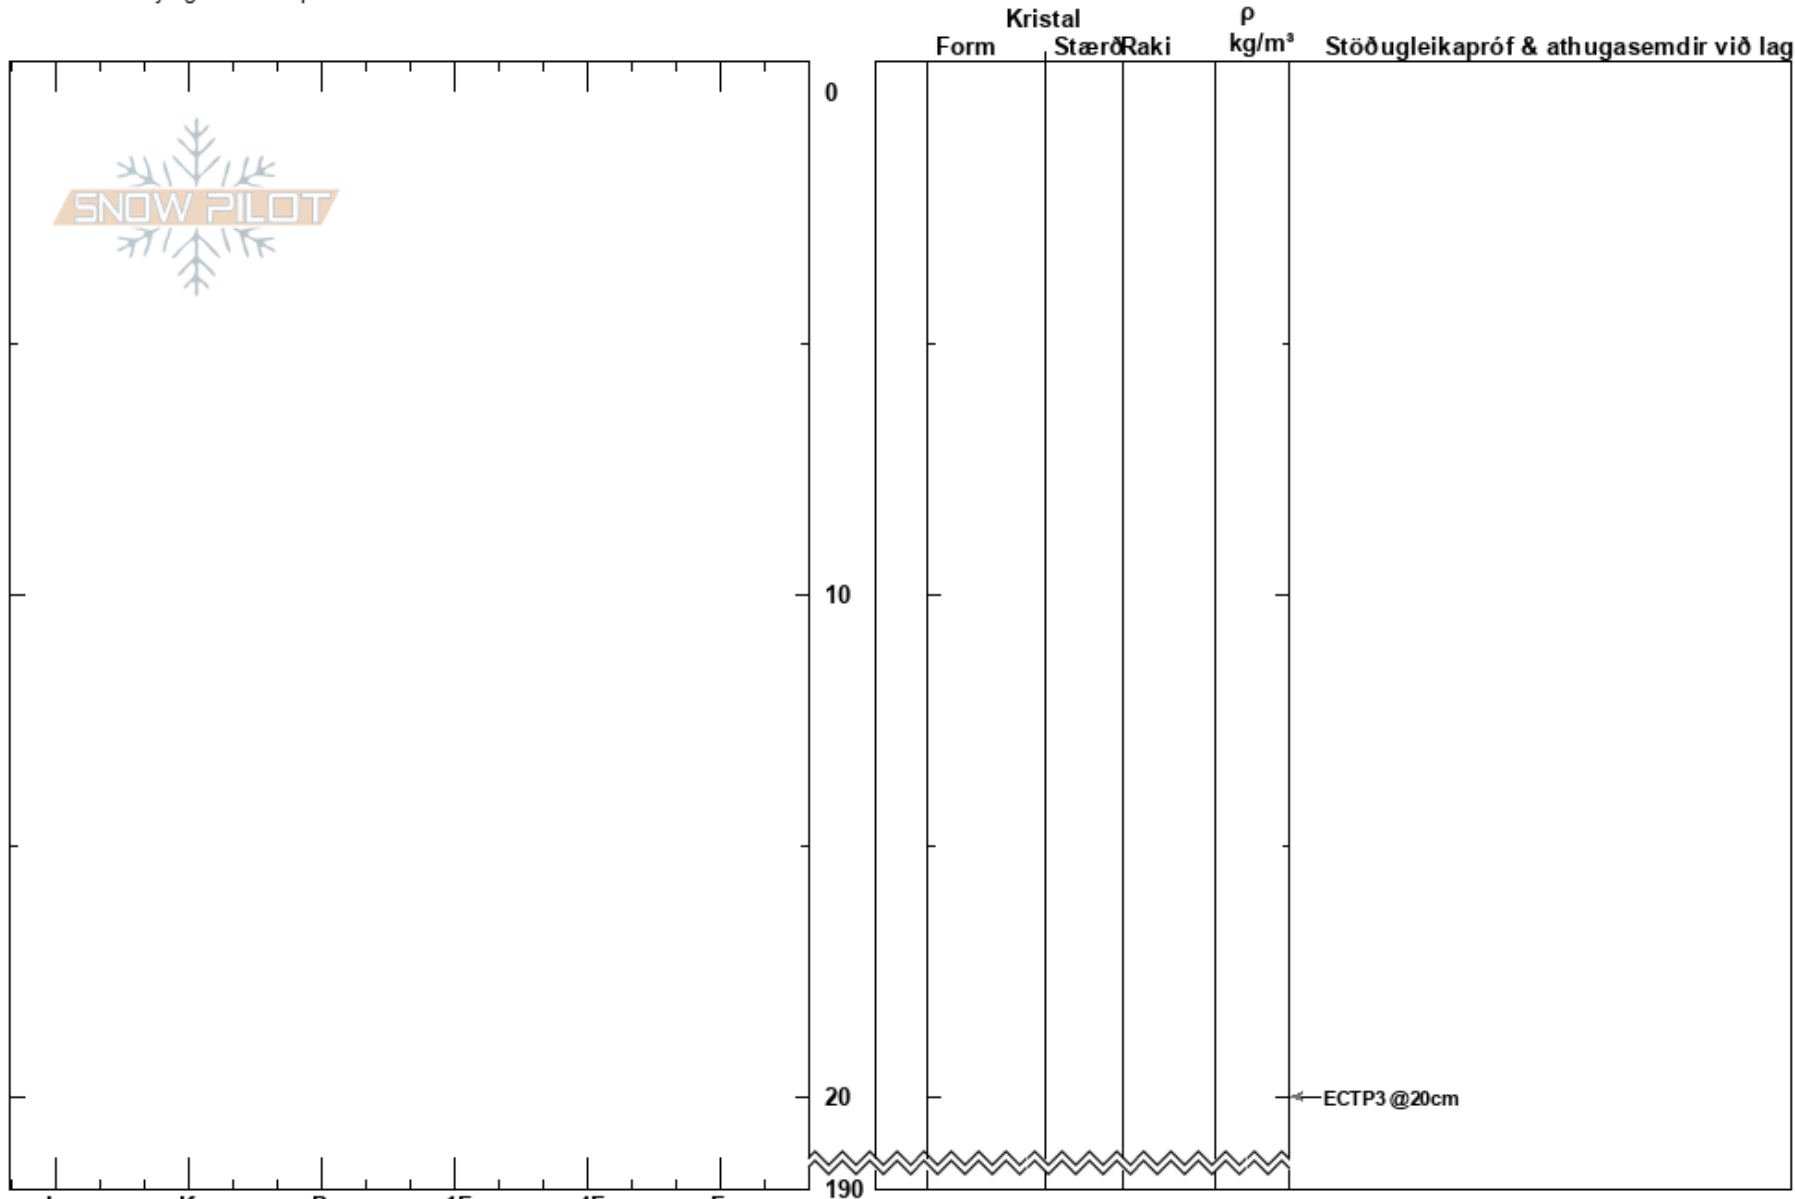 Kristal
ρ
Form
Stærð
Raki
kg/m³
Stöðugleikapróf & athugasemdir við lag
0
SNOW PILOT
10
20
ECTP3 @20cm
190